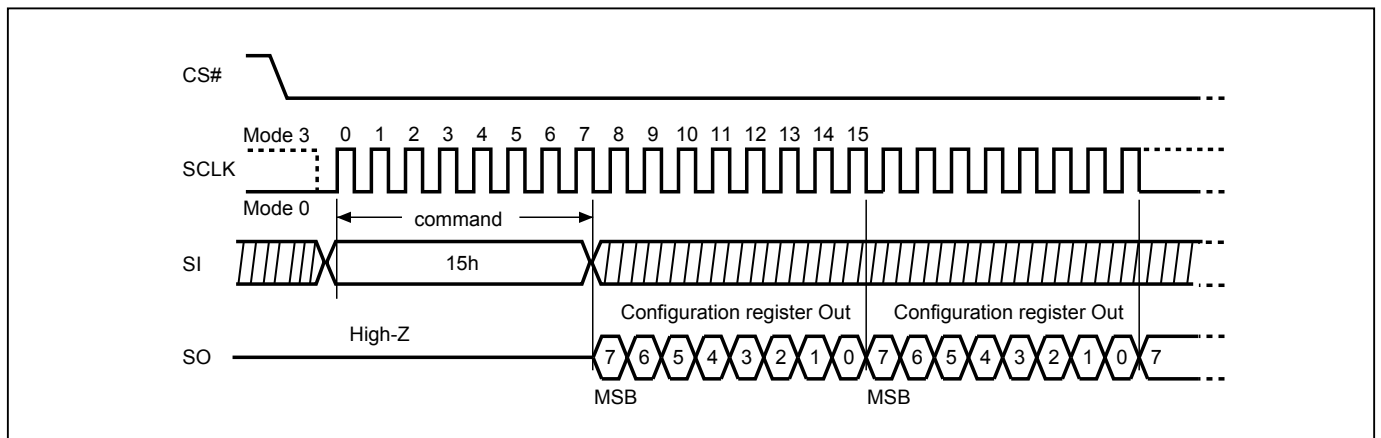 CS#
Mode 3 0 1 2 3 4 5 6 7 8 9 10 11 12 13 14 15
SCLK
Mode 0
command
SI 15h
Configuration register Out Configuration register Out
High-Z
SO 7 6 5 4 3 2 1 0 7 6 5 4 3 2 1 0 7
MSB MSB